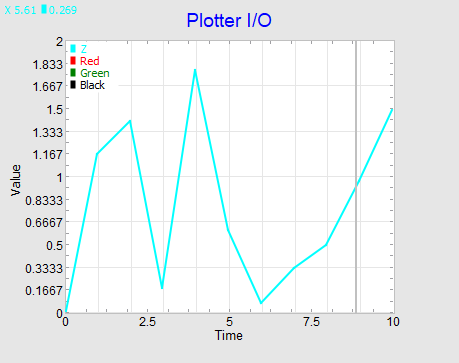 X 5.61 0.269
Plotter I/O
Z
Red
Green
Black
2
1.833
1.667
1.5
1.333
1.167
1
0.8333
0.6667
0.5
0.3333
0.1667
0
Value
0 2.5 5 7.5 10
Time